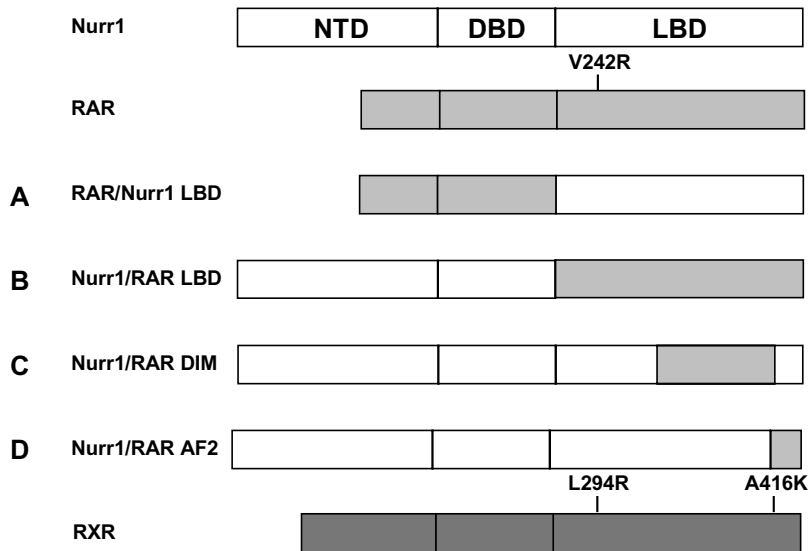 Nurr1 NTD DBD LBD
V242R
RAR
A RAR/Nurr1 LBD
B Nurr1/RAR LBD
C Nurr1/RAR DIM
D Nurr1/RAR AF2
L294R A416K
RXR